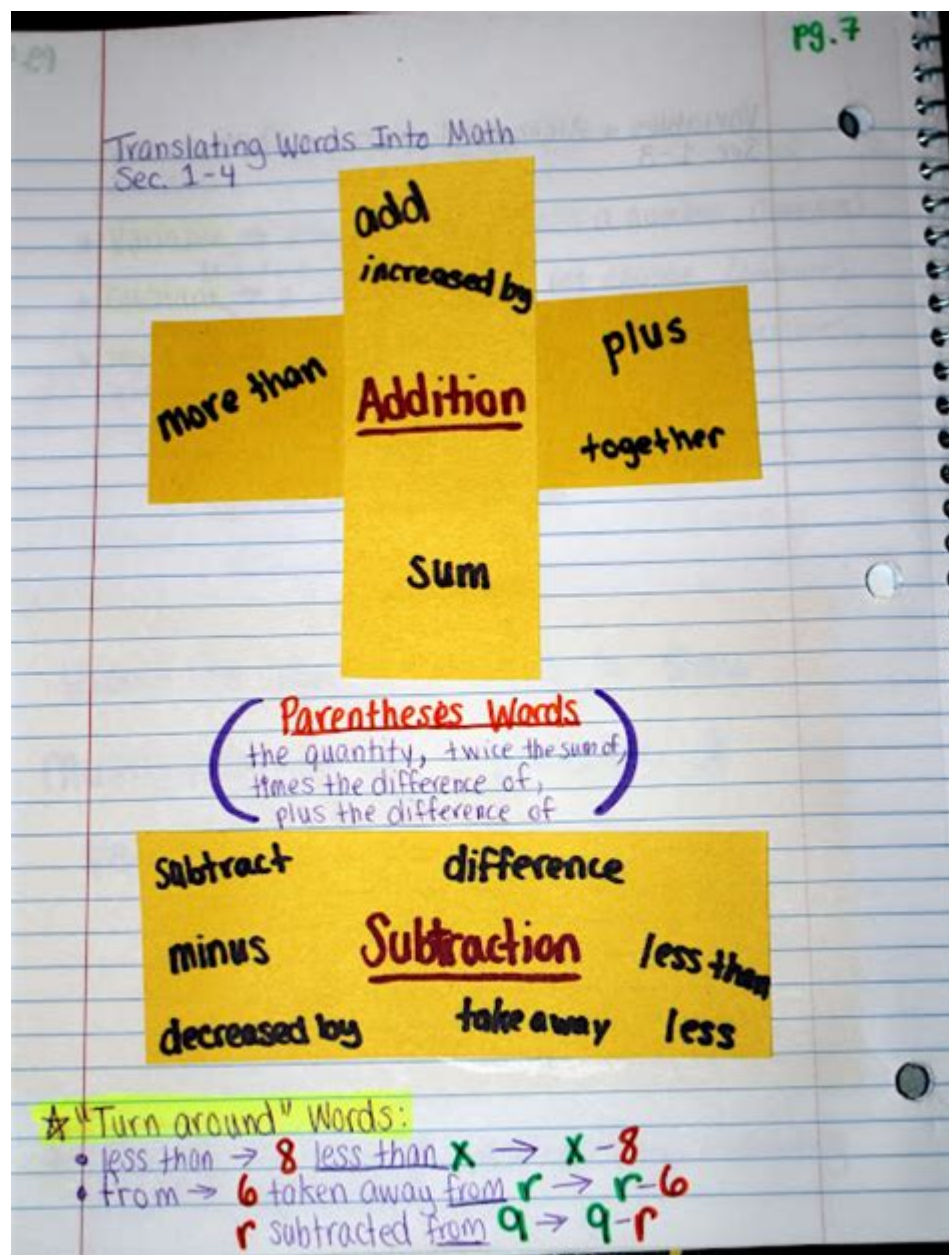 pg. 7
Translating Words Into Math
Sec. 1-4
add
increased by
more than
Addition
plus
together
sum
Parentheses Words
the quantity, twice the sum of,
times the difference of,
plus the difference of
subtract
difference
minus
Subtraction
less than
decreased by
take away
less
☆ "Turn around" Words:
• less than → 8 less than x → x-8
• from → 6 taken away from r → r-6
r subtracted from 9 → 9-r